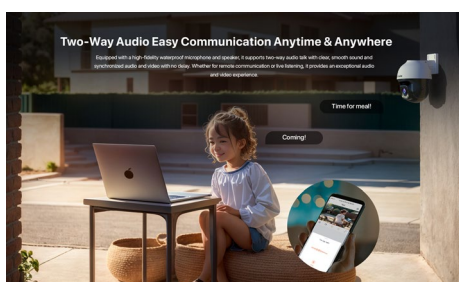 Two-Way Audio Easy Communication Anytime & Anywhere
Equipped with a high-fidelity waterproof microphone and speaker, it supports two-way audio talk with clear, smooth sound and
synchronized audio and video with no delay. Whether for remote communication or live listening, it provides an exceptional audio
and video experience.
Time for meal!
Coming!